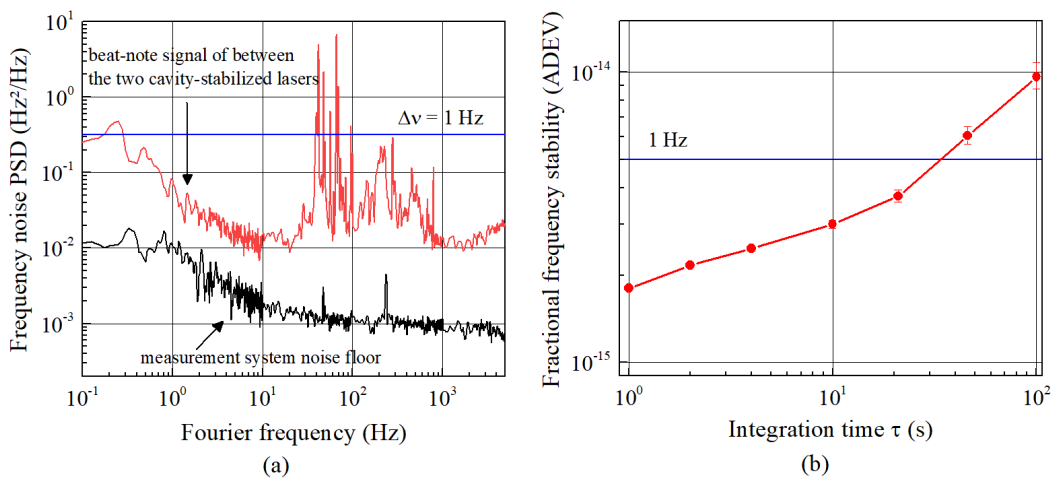 10¹
10⁰
10⁻¹
10⁻²
10⁻³
Frequency noise PSD (Hz²/Hz)
beat-note signal of between
the two cavity-stabilized lasers
Δν = 1 Hz
measurement system noise floor
10⁻¹
10⁰
10¹
10²
10³
Fourier frequency (Hz)
(a)
Fractional frequency stability (ADEV)
10⁻¹⁴
1 Hz
10⁻¹⁵
10⁰
10¹
10²
Integration time τ (s)
(b)